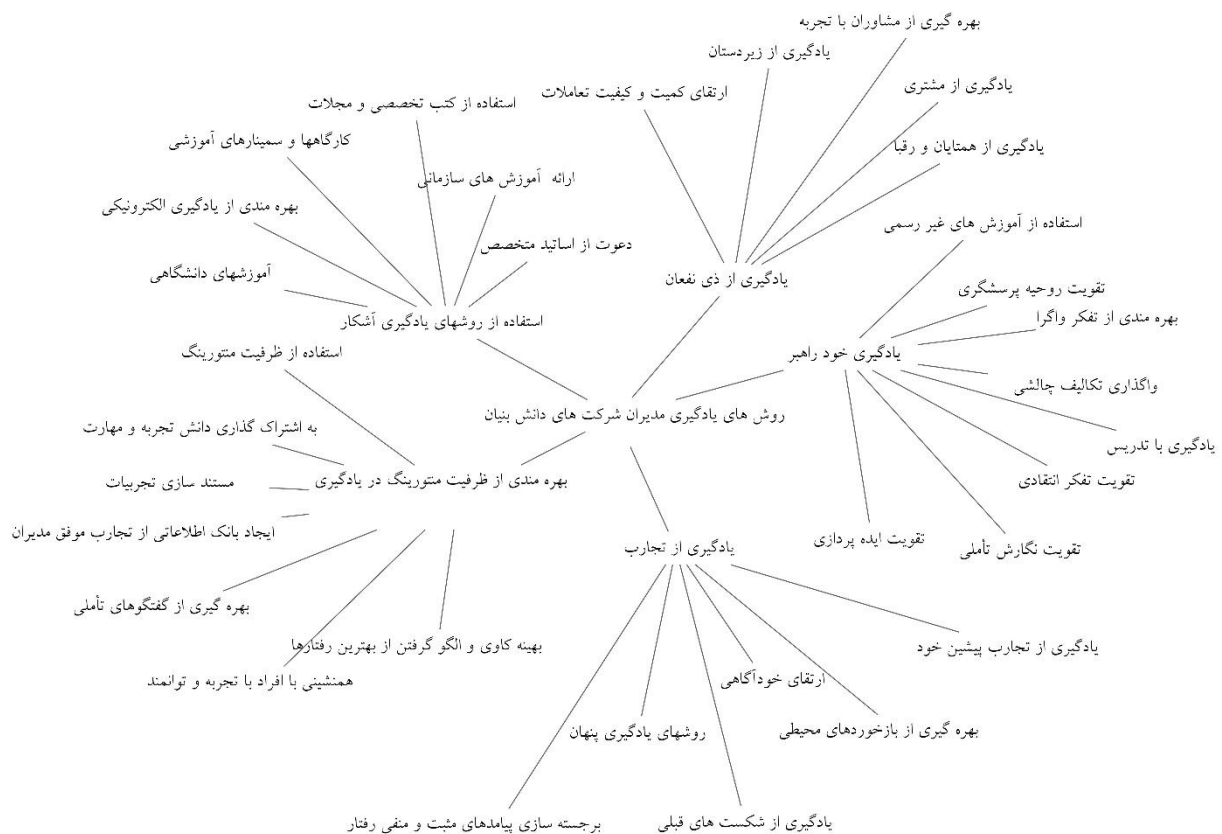 بهره گیری از مشاوران با تجربه
یادگیری از زیردستان
یادگیری از مشتری
ارتقای کمیت و کیفیت تعاملات
استفاده از کتب تخصصی و مجلات
یادگیری از همتایان و رقبا
کارگاهها و سمینارهای آموزشی
ارائه آموزش های سازمانی
استفاده از آموزش های غیر رسمی
بهره مندی از یادگیری الکترونیکی
دعوت از اساتید متخصص
یادگیری از ذی نفعان
آموزشهای دانشگاهی
تقویت روحیه پرسشگری
بهره مندی از تفکر واگرا
استفاده از روشهای یادگیری آشکار
یادگیری خود راهبر
استفاده از ظرفیت منتورینگ
واگذاری تکالیف چالشی
روش های یادگیری مدیران شرکت های دانش بنیان
به اشتراک گذاری دانش تجربه و مهارت
یادگیری با تدریس
تقویت تفکر انتقادی
بهره مندی از ظرفیت منتورینگ در یادگیری
مستند سازی تجربیات
ایجاد بانک اطلاعاتی از تجارب موفق مدیران
تقویت ایده پردازی
تقویت نگارش تأملی
یادگیری از تجارب
بهره گیری از گفتگوهای تأملی
یادگیری از تجارب پیشین خود
بهینه کاوی و الگو گرفتن از بهترین رفتارها
ارتقای خودآگاهی
همنشینی با افراد با تجربه و توانمند
بهره گیری از بازخوردهای محیطی
روشهای یادگیری پنهان
یادگیری از شکست های قبلی
برجسته سازی پیامدهای مثبت و منفی رفتار